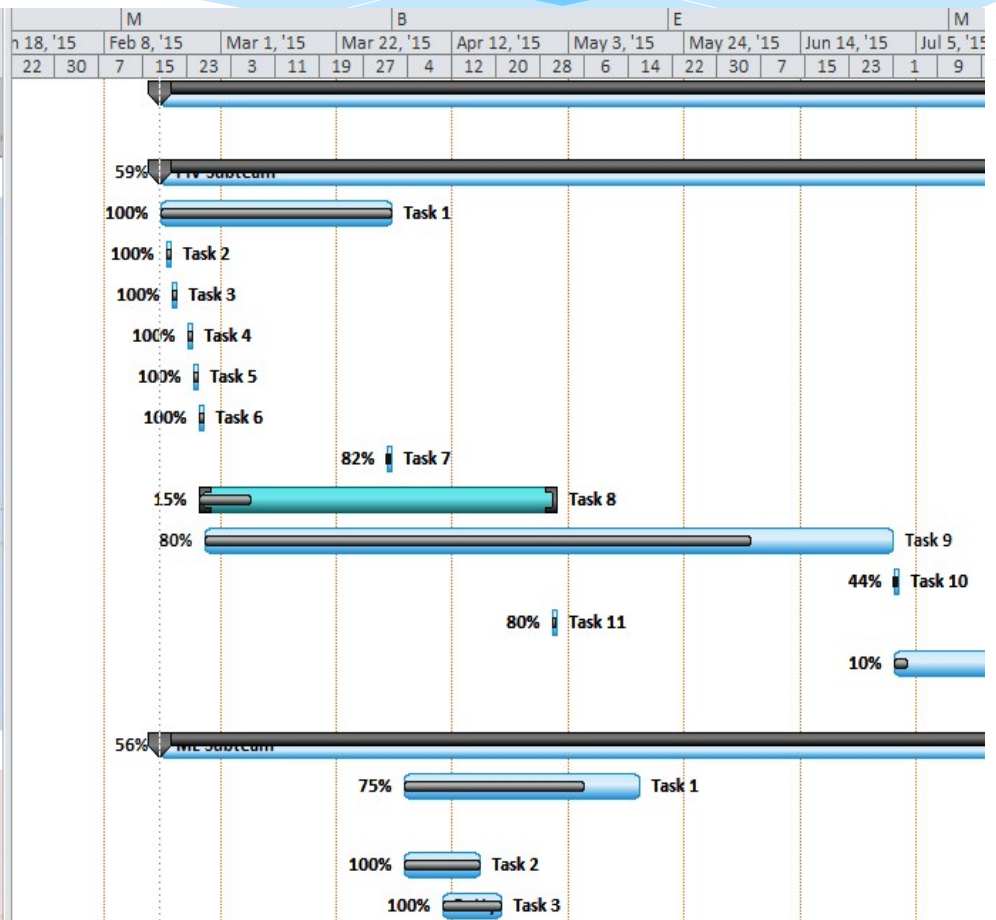 M B E M
18, '15 Feb 8, '15 Mar 1, '15 Mar 22, '15 Apr 12, '15 May 3, '15 May 24, '15 Jun 14, '15 Jul 5, '15
22 30 7 15 23 3 11 19 27 4 12 20 28 6 14 22 30 7 15 23 1 9
59% Subteam
100% Task 1
100% Task 2
100% Task 3
100% Task 4
100% Task 5
100% Task 6
82% Task 7
15% Task 8
80% Task 9
44% Task 10
80% Task 11
10%
56% ML Subteam
75% Task 1
100% Task 2
100% Task 3